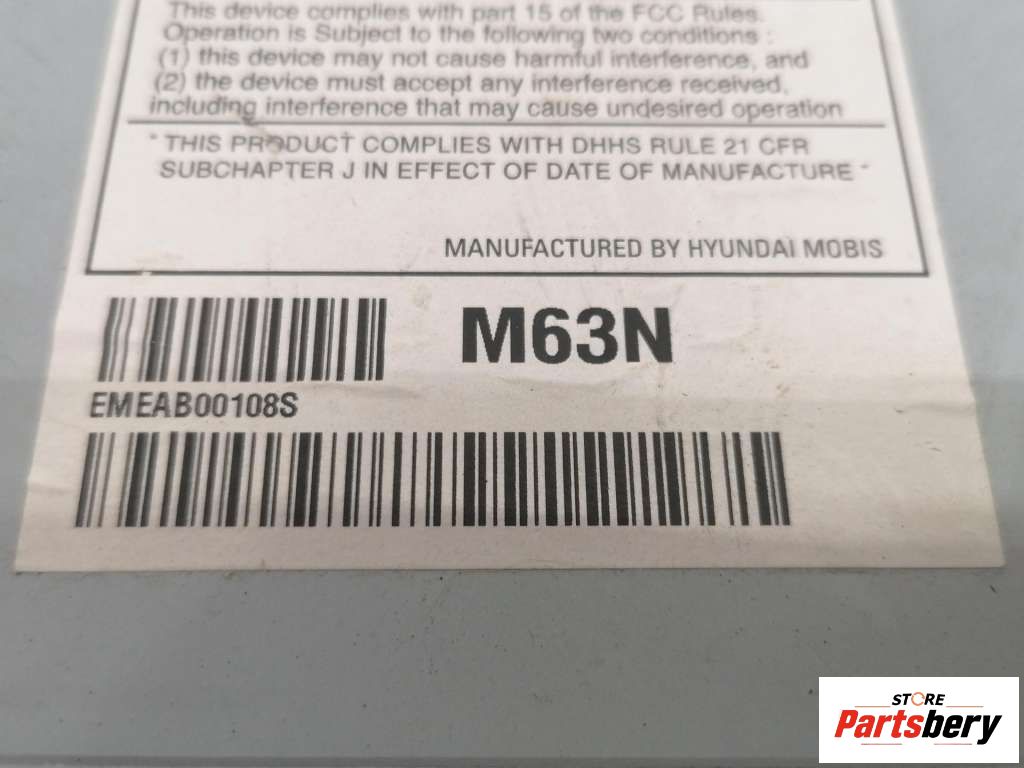 This device complies with part 15 of the FCC Rules.
Operation is Subject to the following two conditions :
(1) this device may not cause harmful interference, and
(2) the device must accept any interference received,
including interference that may cause undesired operation
" THIS PRODUCT COMPLIES WITH DHHS RULE 21 CFR
SUBCHAPTER J IN EFFECT OF DATE OF MANUFACTURE "
MANUFACTURED BY HYUNDAI MOBIS
M63N
EMEAB00108S
STORE
Partsbery